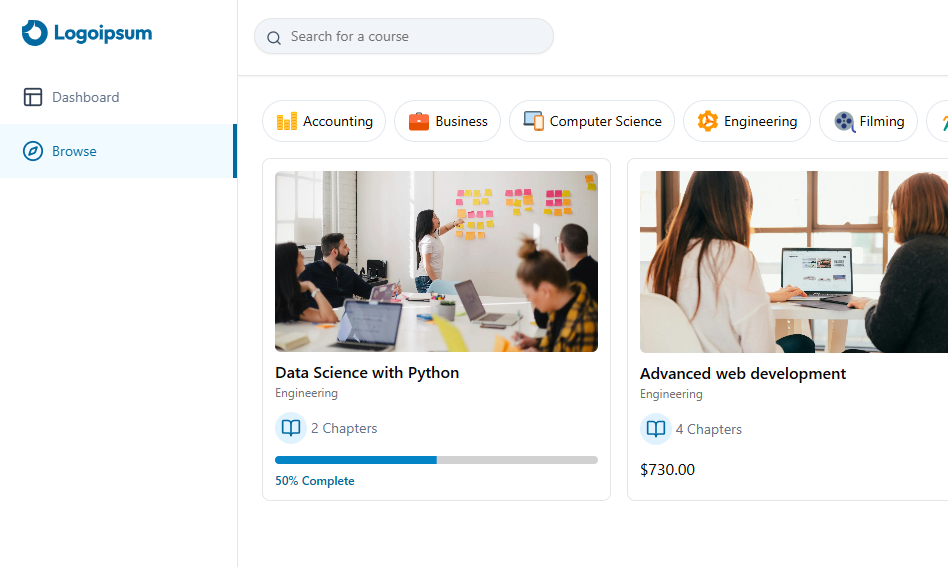 Logoipsum
Search for a course
Dashboard
Browse
Accounting
Business
Computer Science
Engineering
Filming
Data Science with Python
Engineering
2 Chapters
50% Complete
Advanced web development
Engineering
4 Chapters
$730.00